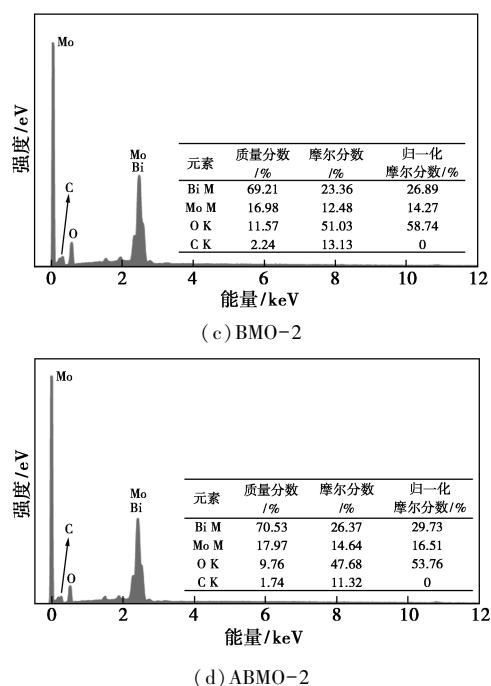 Mo
C
O
Mo
Bi
强度/eV
元素 质量分数/% 摩尔分数/% 归一化摩尔分数/%
Bi M 69.21 23.36 26.89
Mo M 16.98 12.48 14.27
O K 11.57 51.03 58.74
C K 2.24 13.13 0
0 2 4 6 8 10 12
能量/keV
(c)BMO-2
Mo
C
O
Mo
Bi
强度/eV
元素 质量分数/% 摩尔分数/% 归一化摩尔分数/%
Bi M 70.53 26.37 29.73
Mo M 17.97 14.64 16.51
O K 9.76 47.68 53.76
C K 1.74 11.32 0
0 2 4 6 8 10 12
能量/keV
(d)ABMO-2